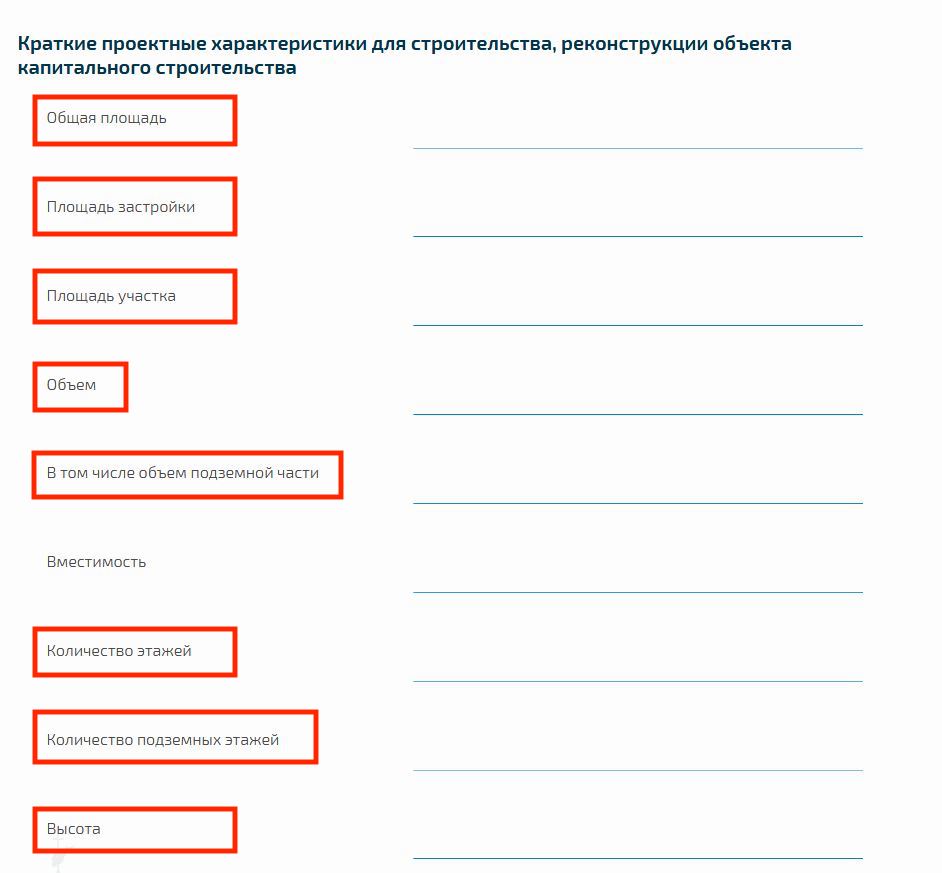 Краткие проектные характеристики для строительства, реконструкции объекта
капитального строительства
Общая площадь
Площадь застройки
Площадь участка
Объем
В том числе объем подземной части
Вместимость
Количество этажей
Количество подземных этажей
Высота